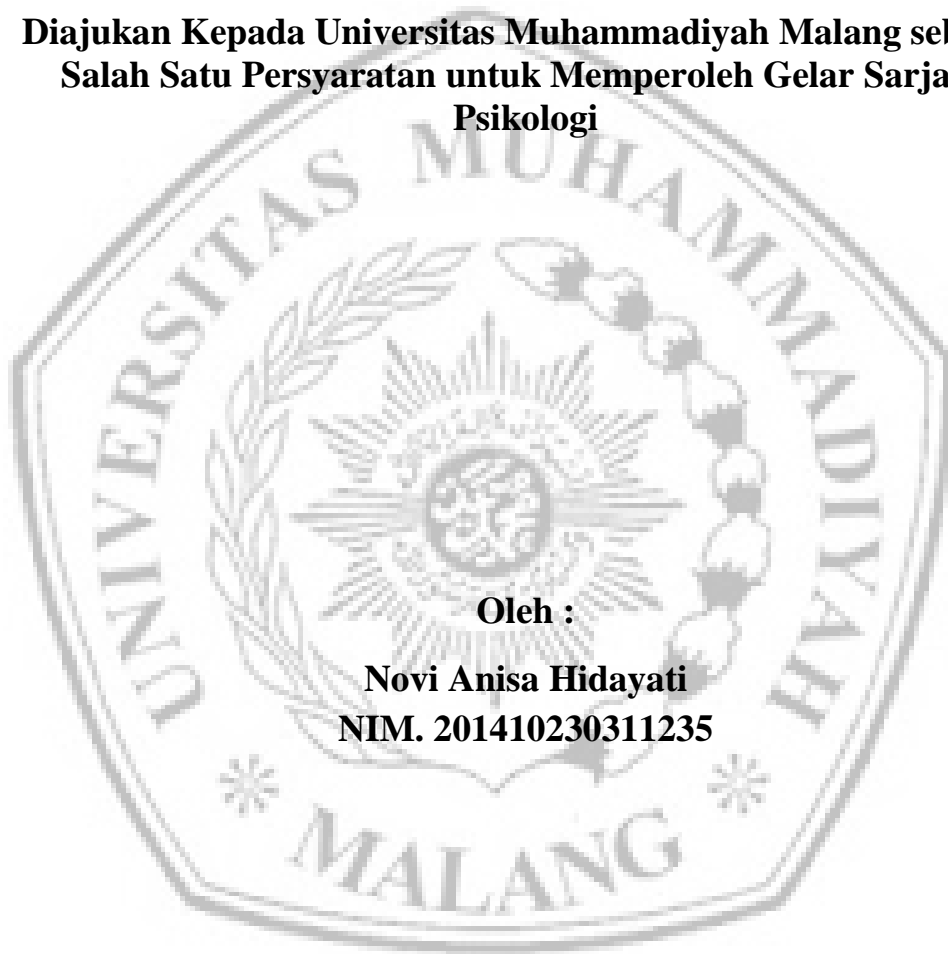 Diajukan Kepada Universitas Muhammadiyah Malang seb
Salah Satu Persyaratan untuk Memperoleh Gelar Sarja
Psikologi
UNIVERSITAS MUHAMMADIYAH
Oleh :
Novi Anisa Hidayati
NIM. 201410230311235
MALANG